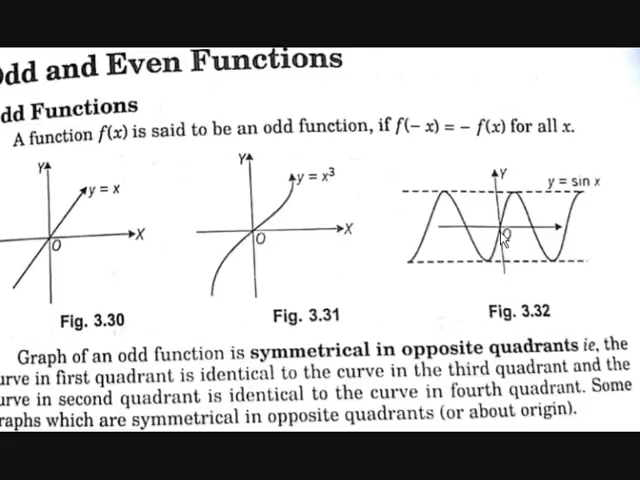 dd and Even Functions
dd Functions
A function f(x) is said to be an odd function, if f(– x) = – f(x) for all x.
Y
y = x
X
O
Fig. 3.30
Y
y = x³
X
O
Fig. 3.31
Y
y = sin x
O
Fig. 3.32
Graph of an odd function is symmetrical in opposite quadrants ie, the
urve in first quadrant is identical to the curve in the third quadrant and the
urve in second quadrant is identical to the curve in fourth quadrant. Some
raphs which are symmetrical in opposite quadrants (or about origin).